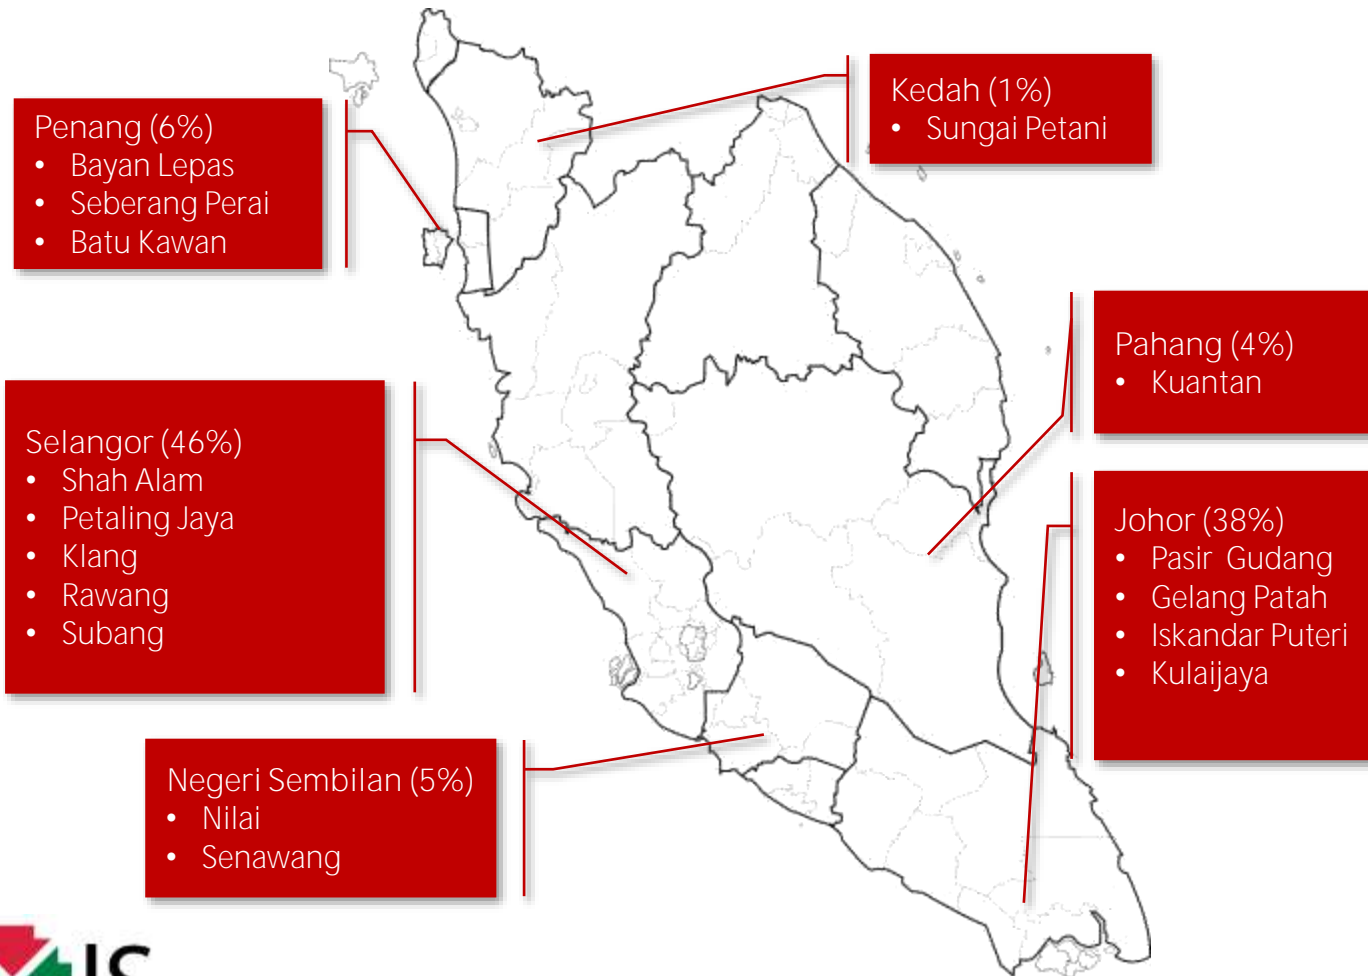 Kedah (1%)
• Sungai Petani
Penang (6%)
• Bayan Lepas
• Seberang Perai
• Batu Kawan
Pahang (4%)
• Kuantan
Selangor (46%)
• Shah Alam
• Petaling Jaya
• Klang
• Rawang
• Subang
Johor (38%)
• Pasir Gudang
• Gelang Patah
• Iskandar Puteri
• Kulaijaya
Negeri Sembilan (5%)
• Nilai
• Senawang
IS